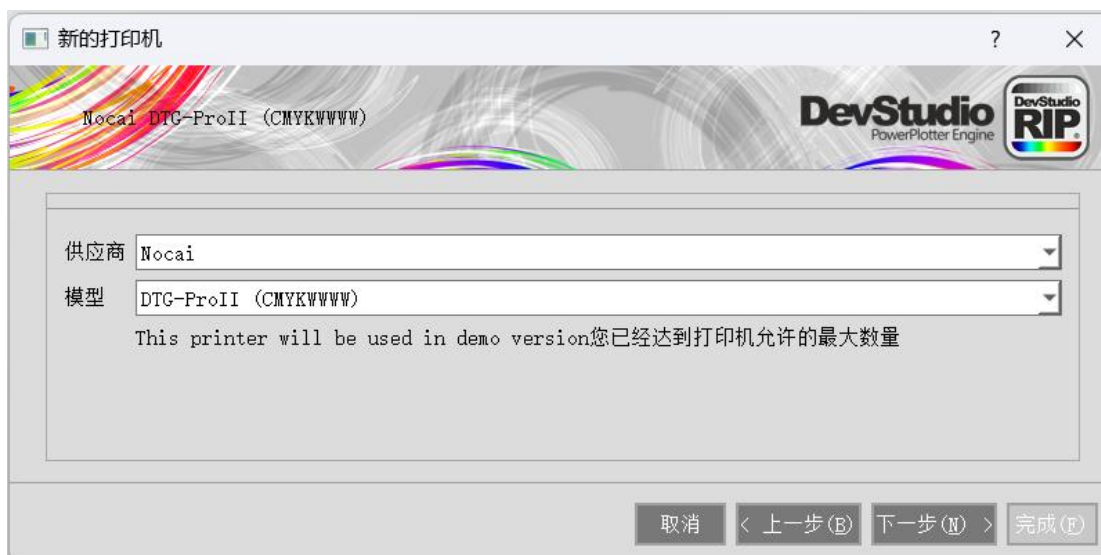 新的打印机
?
Nocai DTG-ProII (CMYKWWWW)
DevStudio
PowerPlotter Engine
DevStudio
RIP
供应商 Nocai
模型 DTG-ProII (CMYKWWWW)
This printer will be used in demo version您已经达到打印机允许的最大数量
取消 < 上一步(B) 下一步(N) > 完成(F)